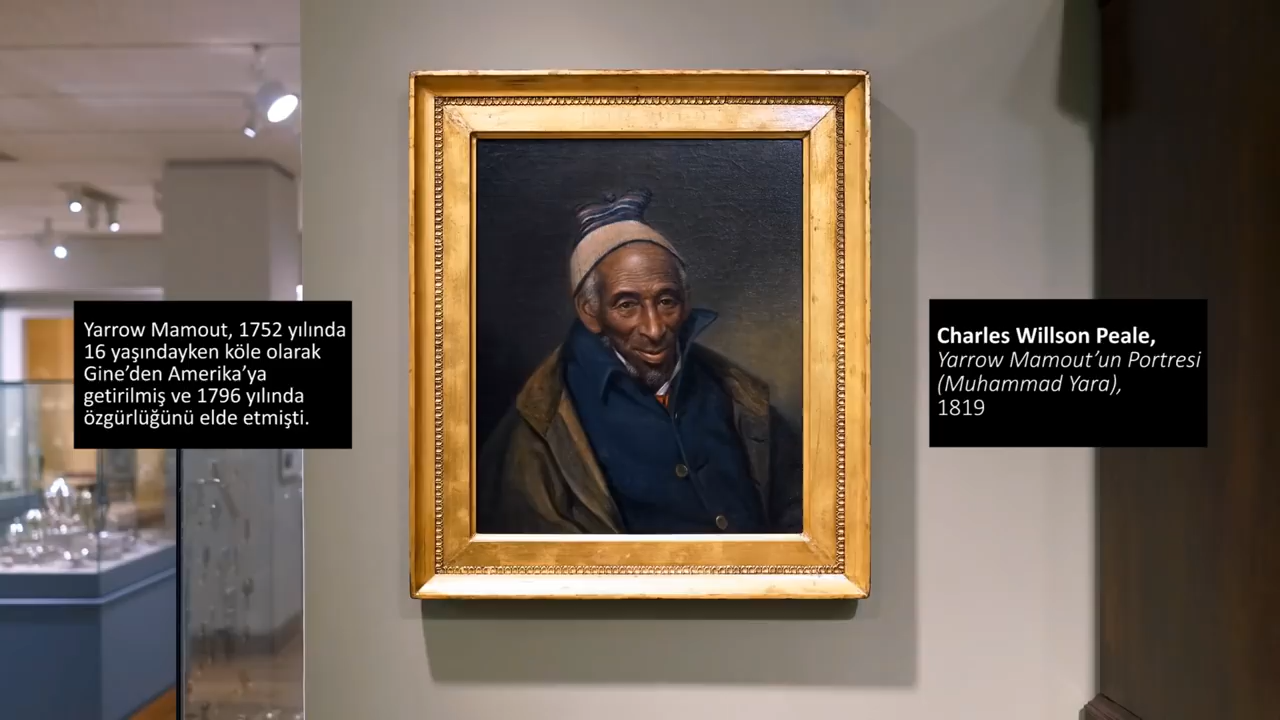 Yarrow Mamout, 1752 yılında
16 yaşındayken köle olarak
Gine’den Amerika’ya
getirilmiş ve 1796 yılında
özgürlüğünü elde etmişti.
Charles Willson Peale,
Yarrow Mamout’un Portresi
(Muhammad Yara),
1819